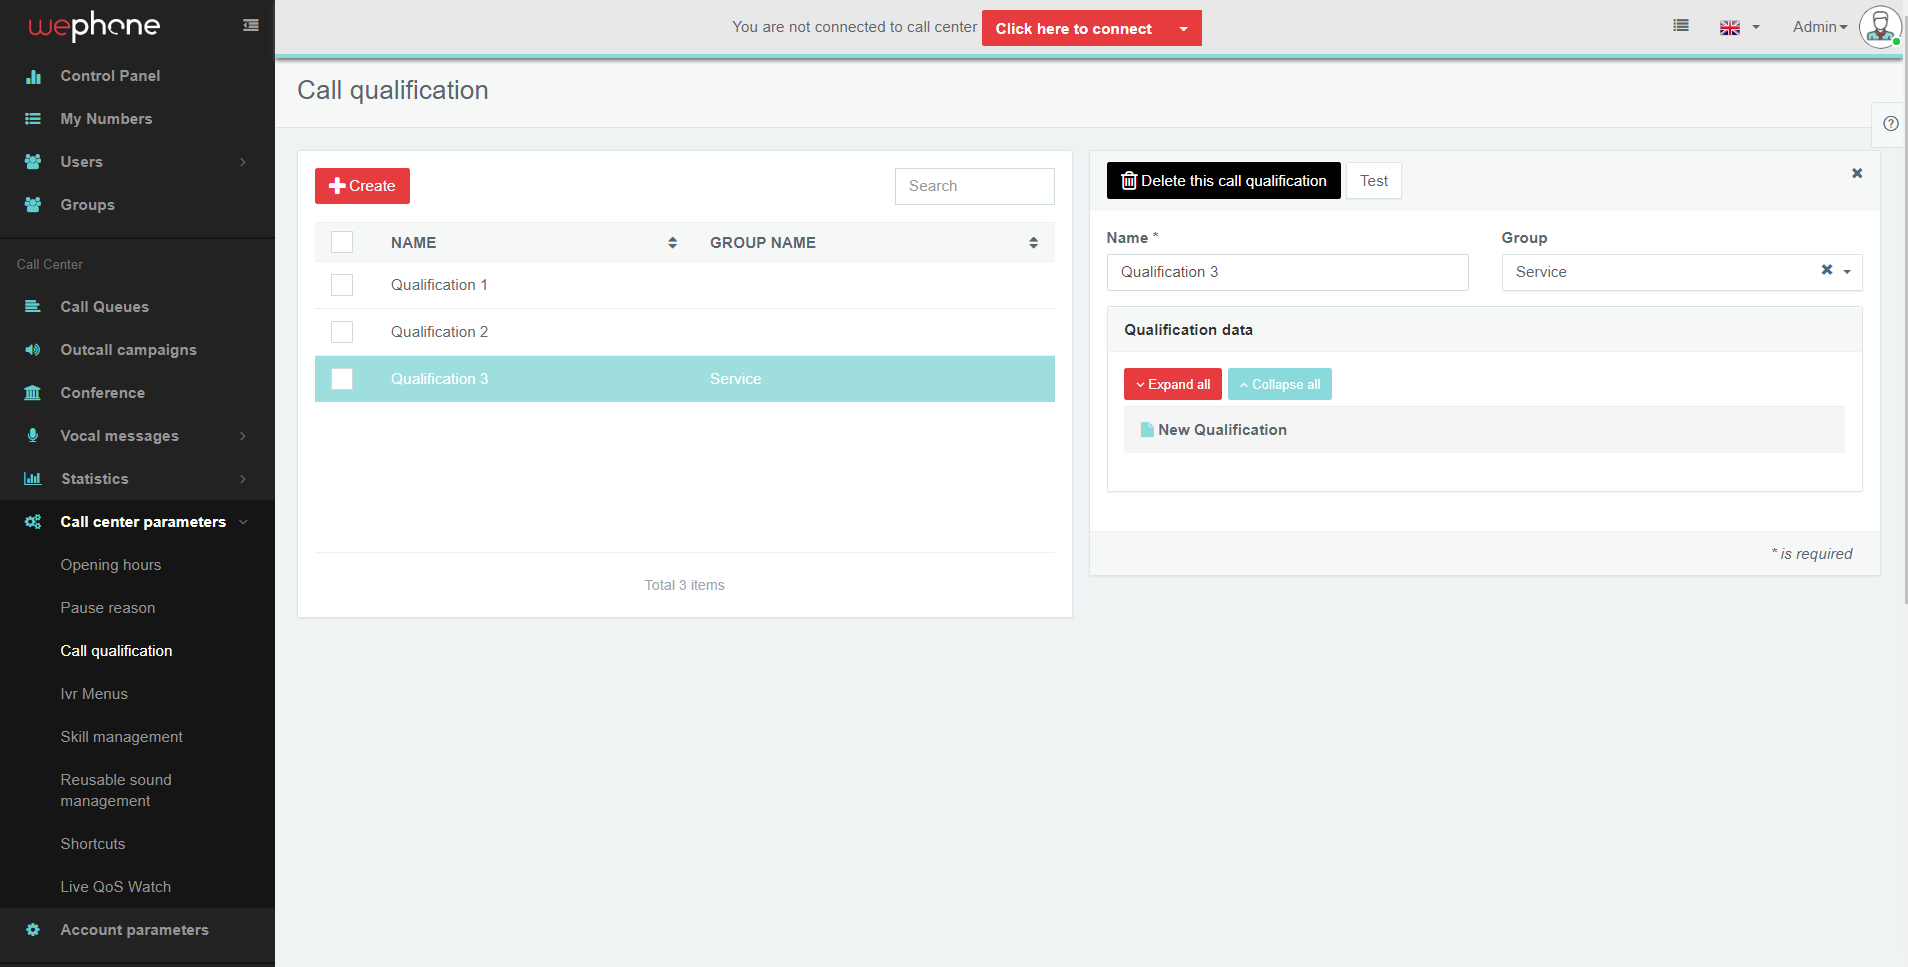 wephone
You are not connected to call center
Click here to connect
Admin
Control Panel
My Numbers
Users
Groups
Call Center
Call Queues
Outcall campaigns
Conference
Vocal messages
Statistics
Call center parameters
Opening hours
Pause reason
Call qualification
Ivr Menus
Skill management
Reusable sound
management
Shortcuts
Live QoS Watch
Account parameters
Call qualification
Create
Search
NAME GROUP NAME
Qualification 1
Qualification 2
Qualification 3 Service
Total 3 items
Delete this call qualification
Test
Name * Group
Qualification 3 Service
Qualification data
Expand all Collapse all
New Qualification
* is required